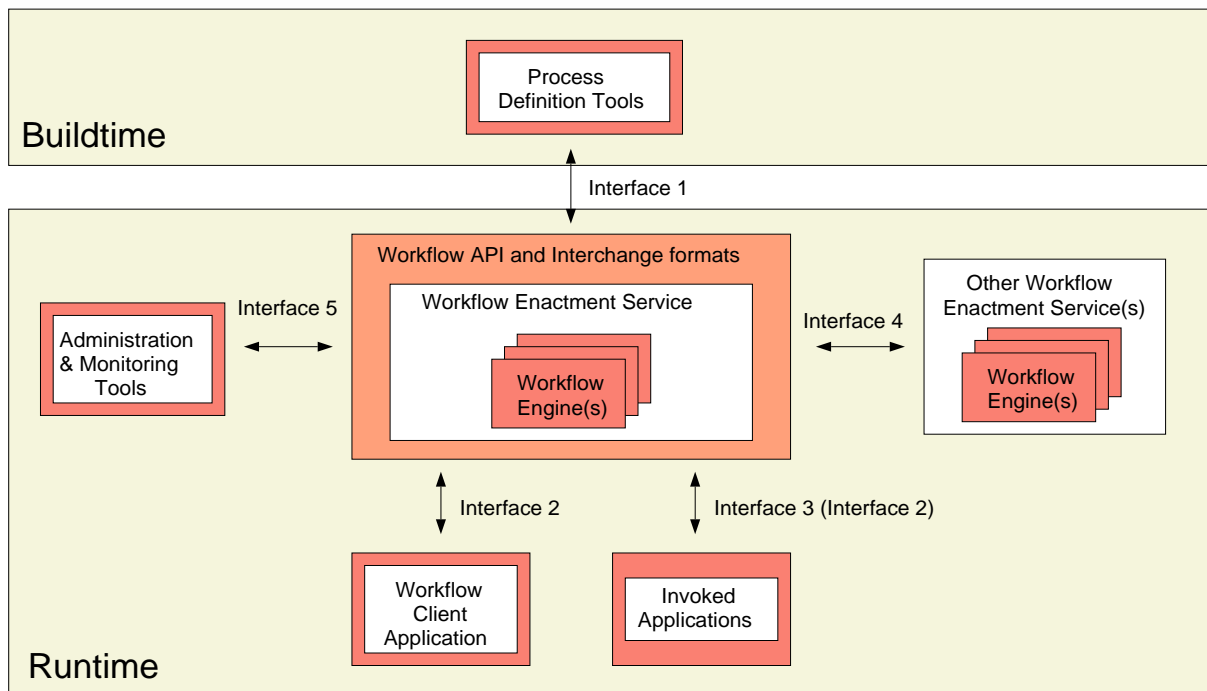 Process
Definition Tools
Buildtime
Interface 1
Workflow API and Interchange formats
Workflow Enactment Service
Workflow
Engine(s)
Interface 5
Administration
& Monitoring
Tools
Interface 4
Other Workflow
Enactment Service(s)
Workflow
Engine(s)
Interface 2
Interface 3 (Interface 2)
Workflow
Client
Application
Invoked
Applications
Runtime